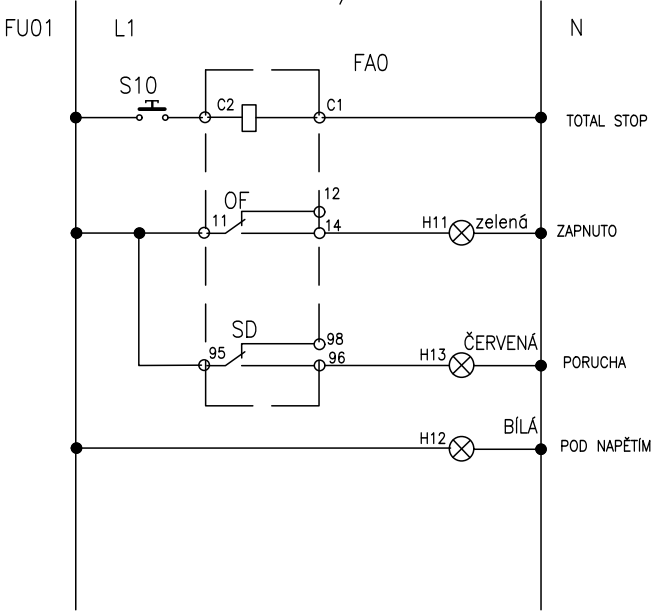 FU01 L1 N
FA0
S10
C2 C1
TOTAL STOP
OF
12
11 14 H11 zelená ZAPNUTO
SD
98
95 96 H13 ČERVENÁ PORUCHA
BÍLÁ
H12 POD NAPĚTÍM